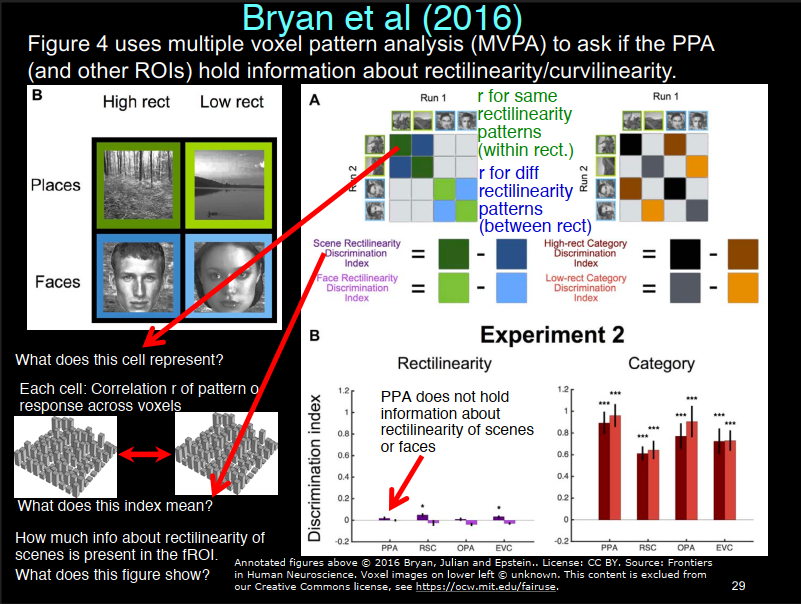 Bryan et al (2016)
Figure 4 uses multiple voxel pattern analysis (MVPA) to ask if the PPA
(and other ROIs) hold information about rectilinearity/curvilinearity.
B
High rect
Low rect
Places
Faces
A
Run 1
Run 2
r for same
rectilinearity
patterns
(within rect.)
r for diff
rectilinearity
patterns
(between rect)
Run 1
Run 2
Scene Rectilinearity
Discrimination
Index
=
-
Face Rectilinearity
Discrimination
Index
=
-
High-rect Category
Discrimination
Index
=
-
Low-rect Category
Discrimination
Index
=
-
What does this cell represent?
Each cell: Correlation r of pattern o
response across voxels
What does this index mean?
How much info about rectilinearity of
scenes is present in the fROI.
What does this figure show?
B
Experiment 2
Rectilinearity
Category
Discrimination index
1.2
1
0.8
0.6
0.4
0.2
0
-0.2
PPA does not hold
information about
rectilinearity of scenes
or faces
*
*
PPA
RSC
OPA
EVC
1.2
1
0.8
0.6
0.4
0.2
0
-0.2
***
***
***
***
***
***
***
***
PPA
RSC
OPA
EVC
Annotated figures above © 2016 Bryan, Julian and Epstein.. License: CC BY. Source: Frontiers
in Human Neuroscience. Voxel images on lower left © unknown. This content is exclued from
our Creative Commons license, see https://ocw.mit.edu/fairuse.
29